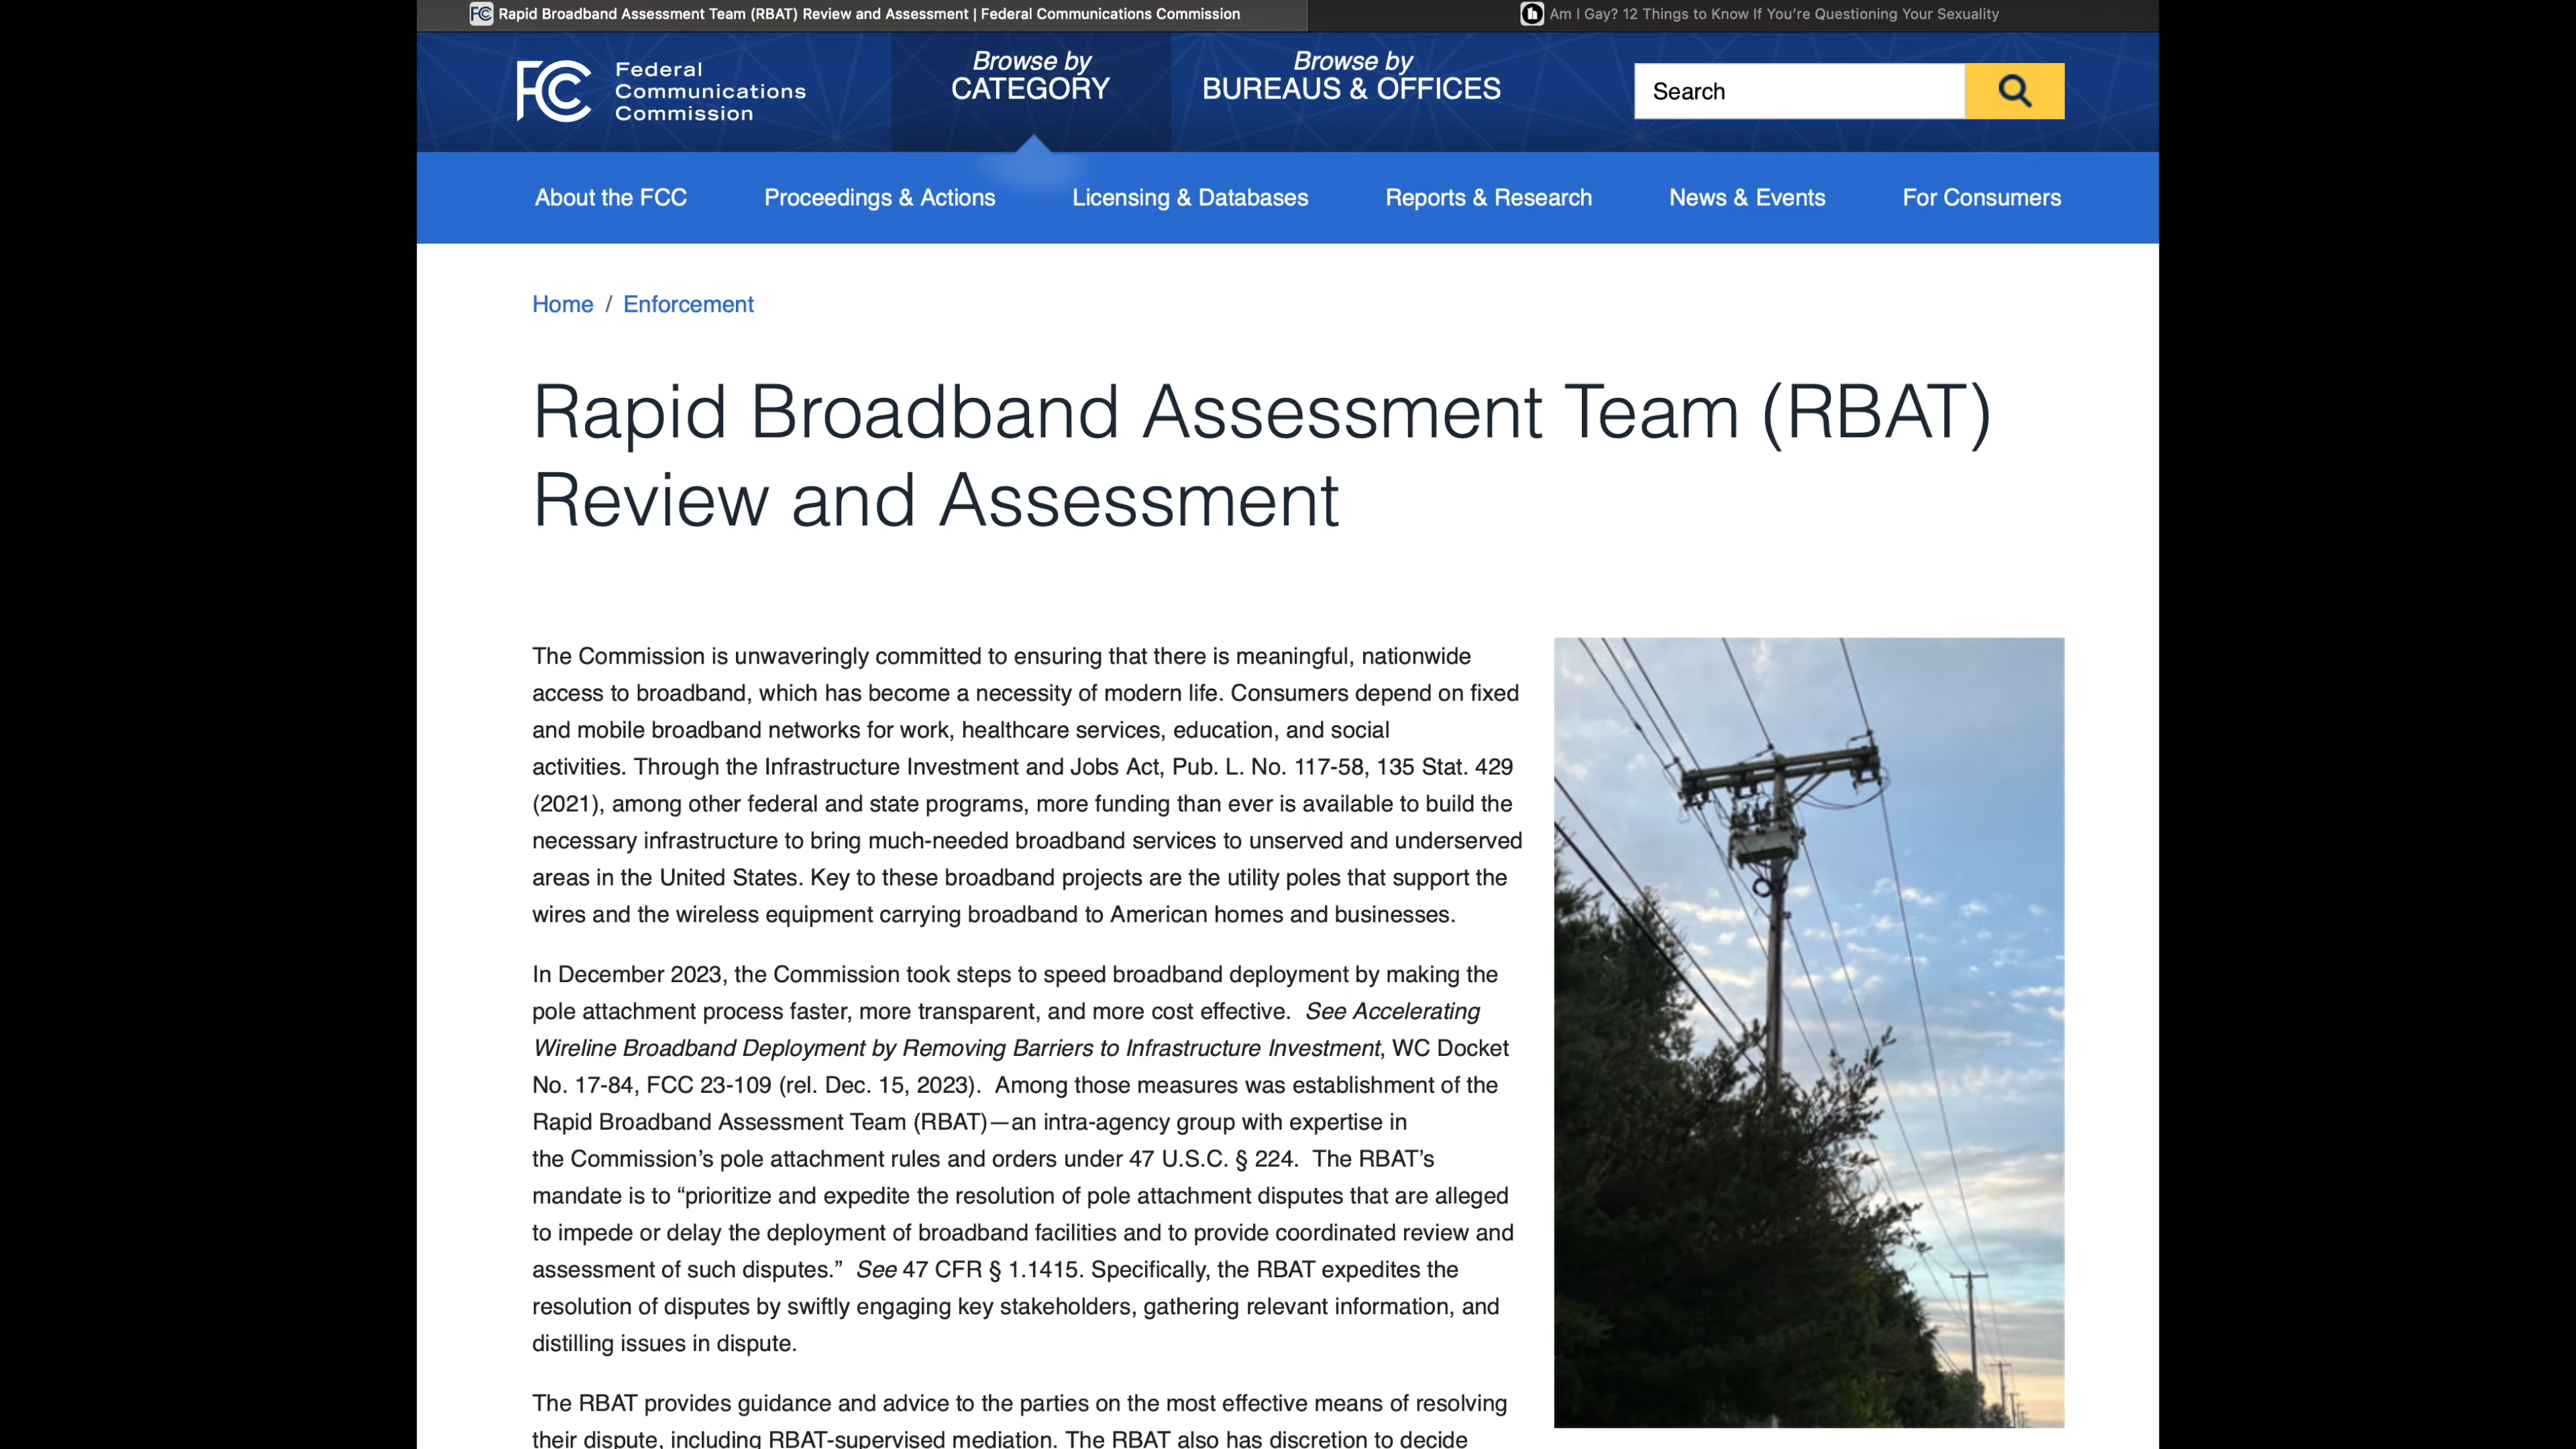 Rapid Broadband Assessment Team (RBAT) Review and Assessment | Federal Communications Commission
Am I Gay? 12 Things to Know If You're Questioning Your Sexuality
FCC
Federal
Communications
Commission
Browse by
CATEGORY
Browse by
BUREAUS & OFFICES
Search
About the FCC
Proceedings & Actions
Licensing & Databases
Reports & Research
News & Events
For Consumers
Home / Enforcement
Rapid Broadband Assessment Team (RBAT)
Review and Assessment
The Commission is unwaveringly committed to ensuring that there is meaningful, nationwide
access to broadband, which has become a necessity of modern life. Consumers depend on fixed
and mobile broadband networks for work, healthcare services, education, and social
activities. Through the Infrastructure Investment and Jobs Act, Pub. L. No. 117-58, 135 Stat. 429
(2021), among other federal and state programs, more funding than ever is available to build the
necessary infrastructure to bring much-needed broadband services to unserved and underserved
areas in the United States. Key to these broadband projects are the utility poles that support the
wires and the wireless equipment carrying broadband to American homes and businesses.
In December 2023, the Commission took steps to speed broadband deployment by making the
pole attachment process faster, more transparent, and more cost effective.  See Accelerating
Wireline Broadband Deployment by Removing Barriers to Infrastructure Investment, WC Docket
No. 17-84, FCC 23-109 (rel. Dec. 15, 2023).  Among those measures was establishment of the
Rapid Broadband Assessment Team (RBAT)—an intra-agency group with expertise in
the Commission's pole attachment rules and orders under 47 U.S.C. § 224.  The RBAT's
mandate is to “prioritize and expedite the resolution of pole attachment disputes that are alleged
to impede or delay the deployment of broadband facilities and to provide coordinated review and
assessment of such disputes.”  See 47 CFR § 1.1415. Specifically, the RBAT expedites the
resolution of disputes by swiftly engaging key stakeholders, gathering relevant information, and
distilling issues in dispute.
The RBAT provides guidance and advice to the parties on the most effective means of resolving
their dispute, including RBAT-supervised mediation. The RBAT also has discretion to decide